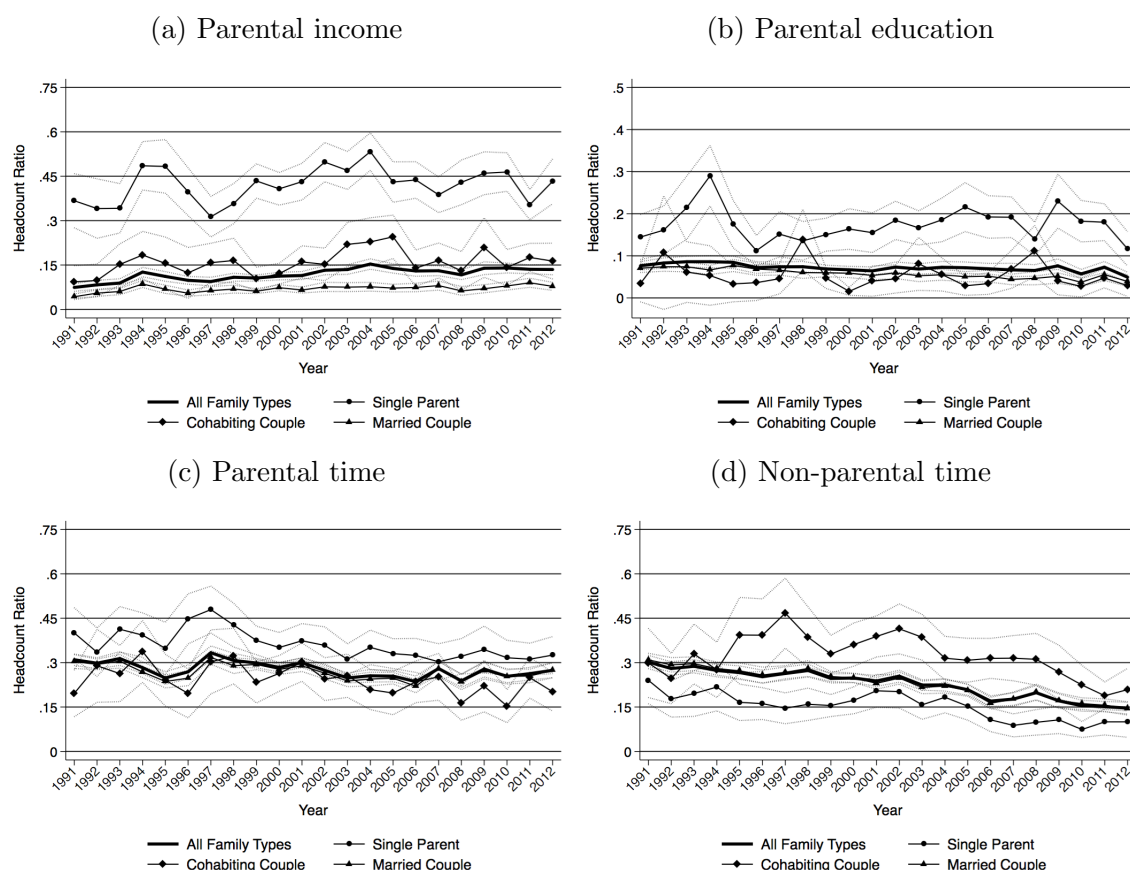 (a) Parental income
.75
.6
.45
.3
.15
0
Headcount Ratio
1991 1992 1993 1994 1995 1996 1997 1998 1999 2000 2001 2002 2003 2004 2005 2006 2007 2008 2009 2010 2011 2012
Year
All Family Types Single Parent
Cohabiting Couple Married Couple
(b) Parental education
.5
.4
.3
.2
.1
0
Headcount Ratio
1991 1992 1993 1994 1995 1996 1997 1998 1999 2000 2001 2002 2003 2004 2005 2006 2007 2008 2009 2010 2011 2012
Year
All Family Types Single Parent
Cohabiting Couple Married Couple
(c) Parental time
.75
.6
.45
.3
.15
0
Headcount Ratio
1991 1992 1993 1994 1995 1996 1997 1998 1999 2000 2001 2002 2003 2004 2005 2006 2007 2008 2009 2010 2011 2012
Year
All Family Types Single Parent
Cohabiting Couple Married Couple
(d) Non-parental time
.75
.6
.45
.3
.15
0
Headcount Ratio
1991 1992 1993 1994 1995 1996 1997 1998 1999 2000 2001 2002 2003 2004 2005 2006 2007 2008 2009 2010 2011 2012
Year
All Family Types Single Parent
Cohabiting Couple Married Couple